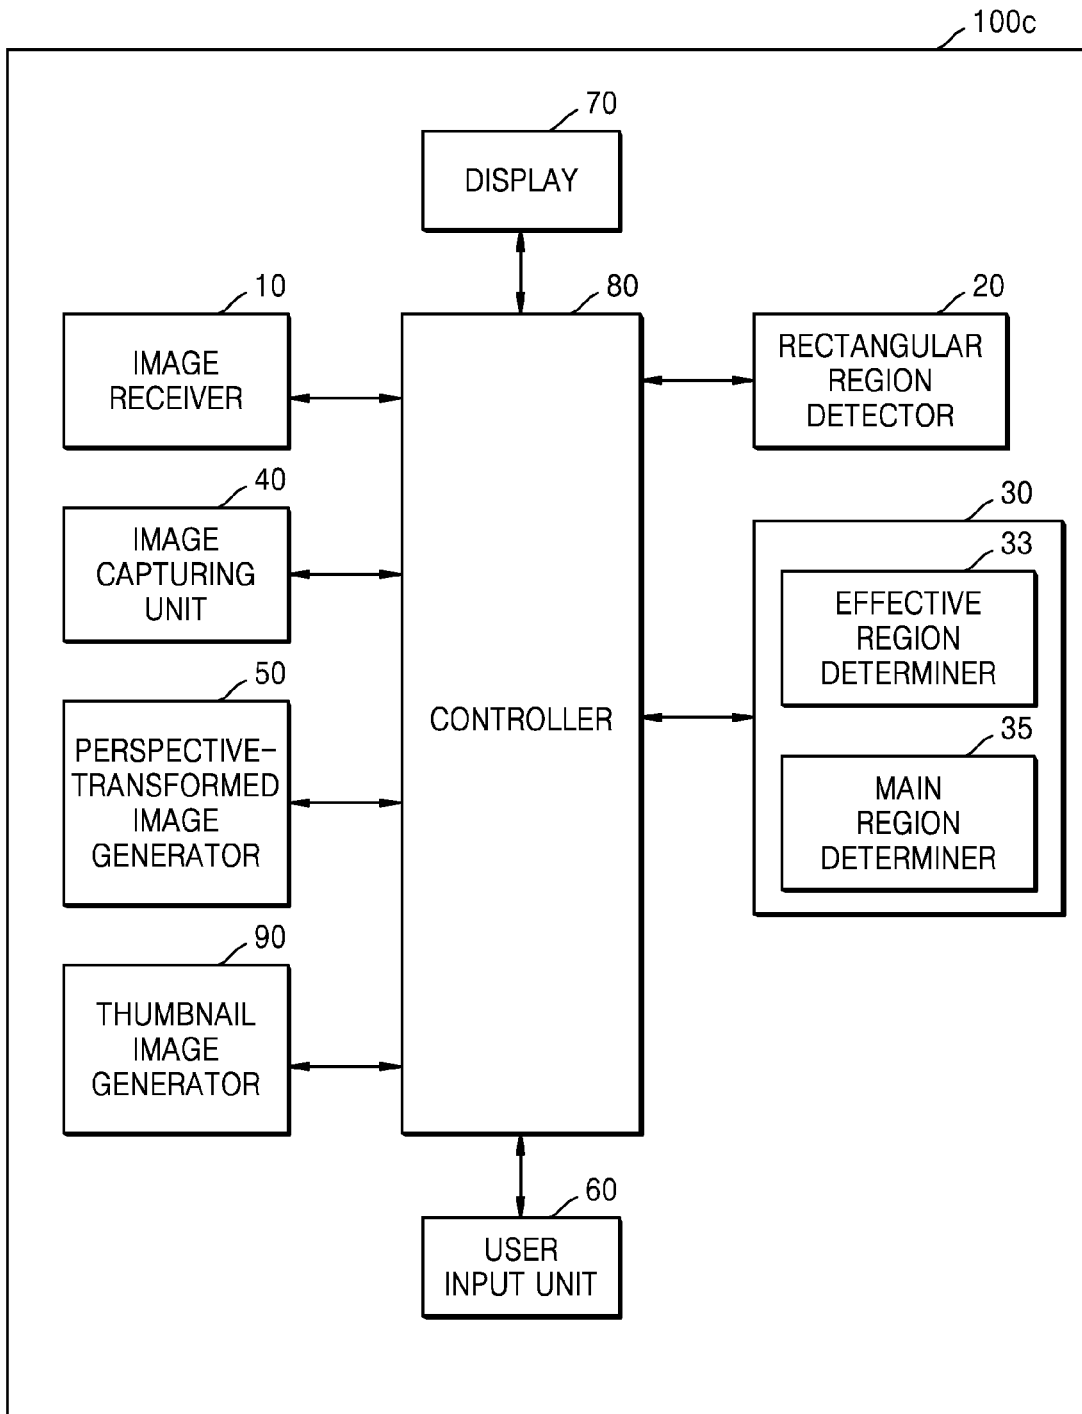 100c
70
DISPLAY
10
IMAGE
RECEIVER
80
CONTROLLER
20
RECTANGULAR
REGION
DETECTOR
40
IMAGE
CAPTURING
UNIT
30
33
EFFECTIVE
REGION
DETERMINER
50
PERSPECTIVE-
TRANSFORMED
IMAGE
GENERATOR
35
MAIN
REGION
DETERMINER
90
THUMBNAIL
IMAGE
GENERATOR
60
USER
INPUT UNIT